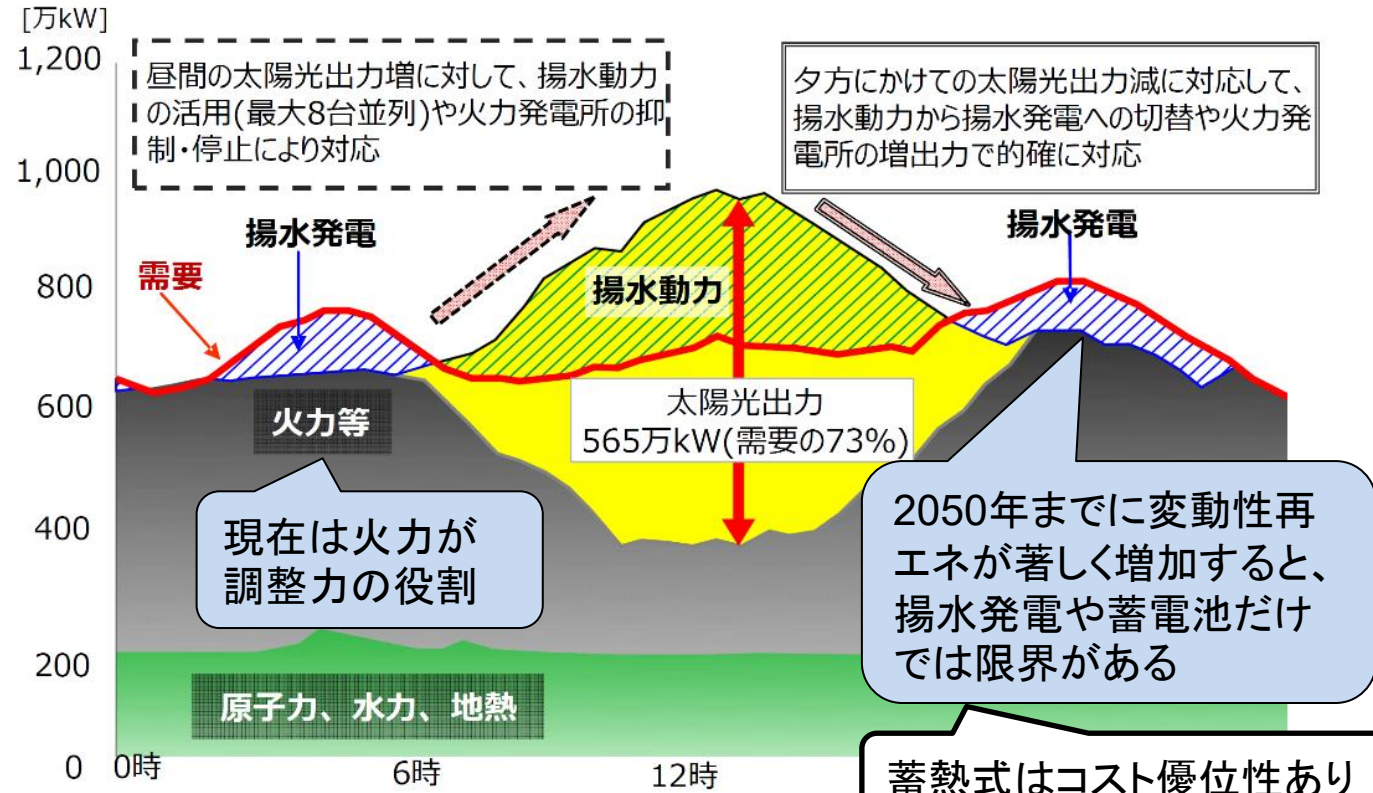 [万kW]
1,200
昼間の太陽光出力増に対して、揚水動力
の活用(最大8台並列)や火力発電所の抑
制・停止により対応
夕方にかけての太陽光出力減に対応して、
揚水動力から揚水発電への切替や火力発
電所の増出力で的確に対応
1,000
揚水発電
揚水発電
需要
800
揚水動力
600
太陽光出力
565万kW(需要の73%)
火力等
現在は火力が
調整力の役割
2050年までに変動性再
エネが著しく増加すると、
揚水発電や蓄電池だけ
では限界がある
400
200
原子力、水力、地熱
0
0時
6時
12時
蓄熱式はコスト優位性あり